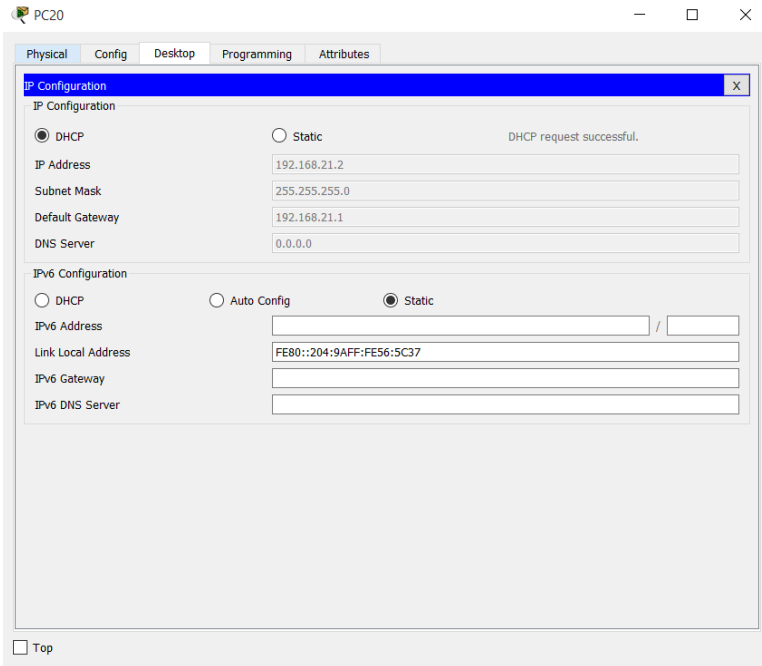 PC20
Physical Config Desktop Programming Attributes
IP Configuration X
IP Configuration
DHCP Static DHCP request successful.
IP Address 192.168.21.2
Subnet Mask 255.255.255.0
Default Gateway 192.168.21.1
DNS Server 0.0.0.0
IPv6 Configuration
DHCP Auto Config Static
IPv6 Address /
Link Local Address FE80::204:9AFF:FE56:5C37
IPv6 Gateway
IPv6 DNS Server
Top